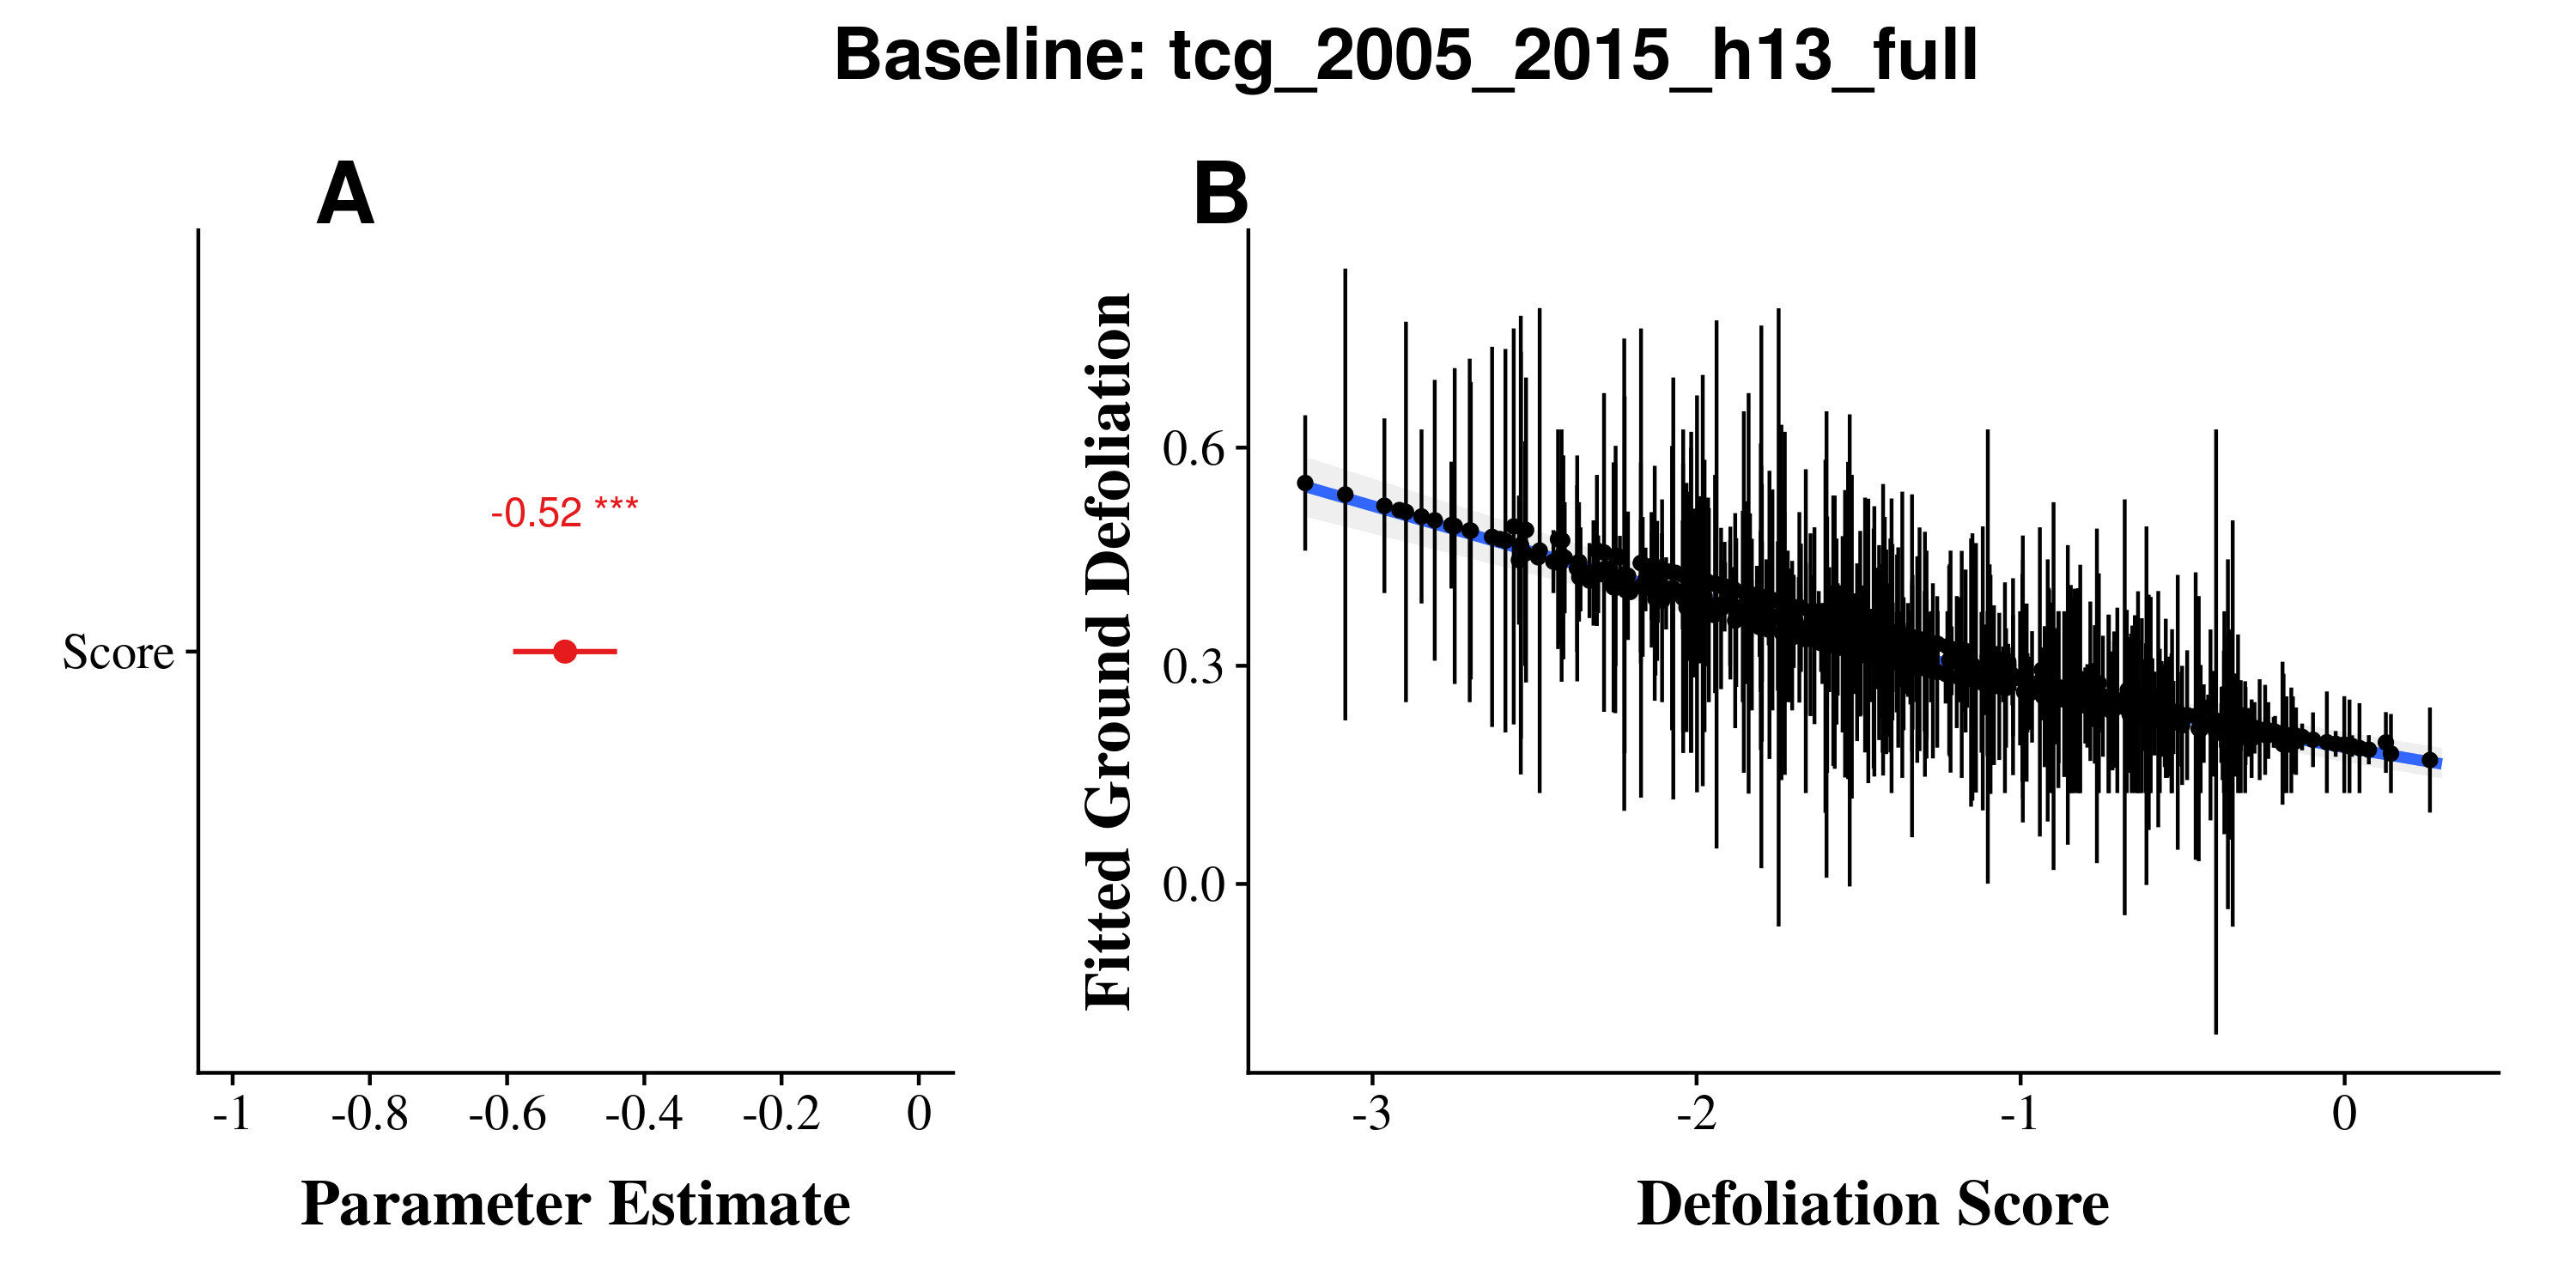 Baseline: tcg_2005_2015_h13_full
A
-0.52 ***
Score
-1 -0.8 -0.6 -0.4 -0.2 0
Parameter Estimate
B
Fitted Ground Defoliation
0.6
0.3
0.0
-3 -2 -1 0
Defoliation Score